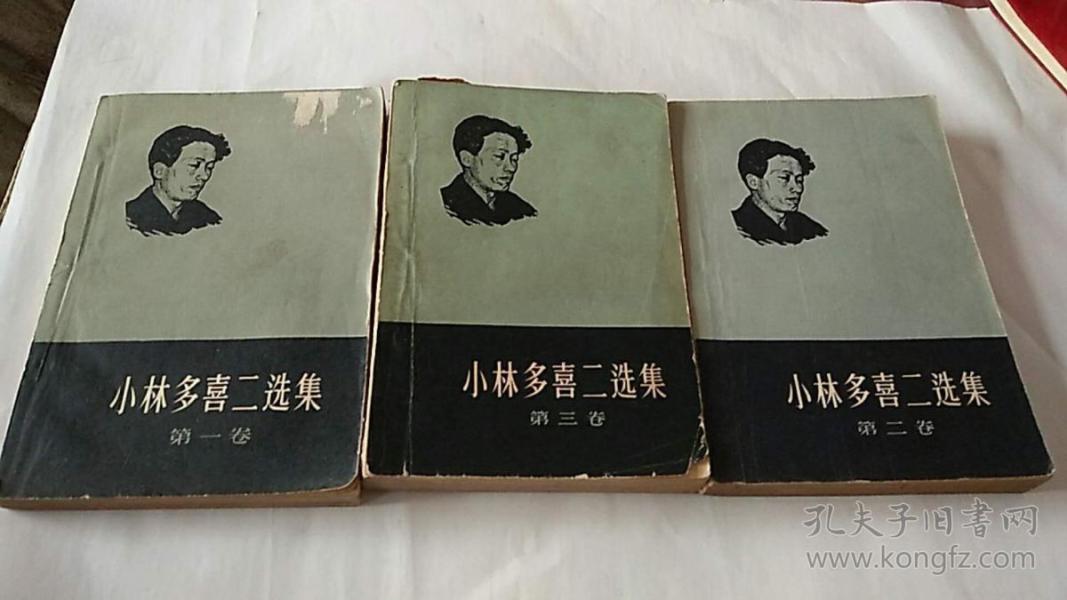 小林多喜二选集
第一卷
小林多喜二选集
第三卷
小林多喜二选集
第二卷
孔夫子旧書网
www.kongfz.com